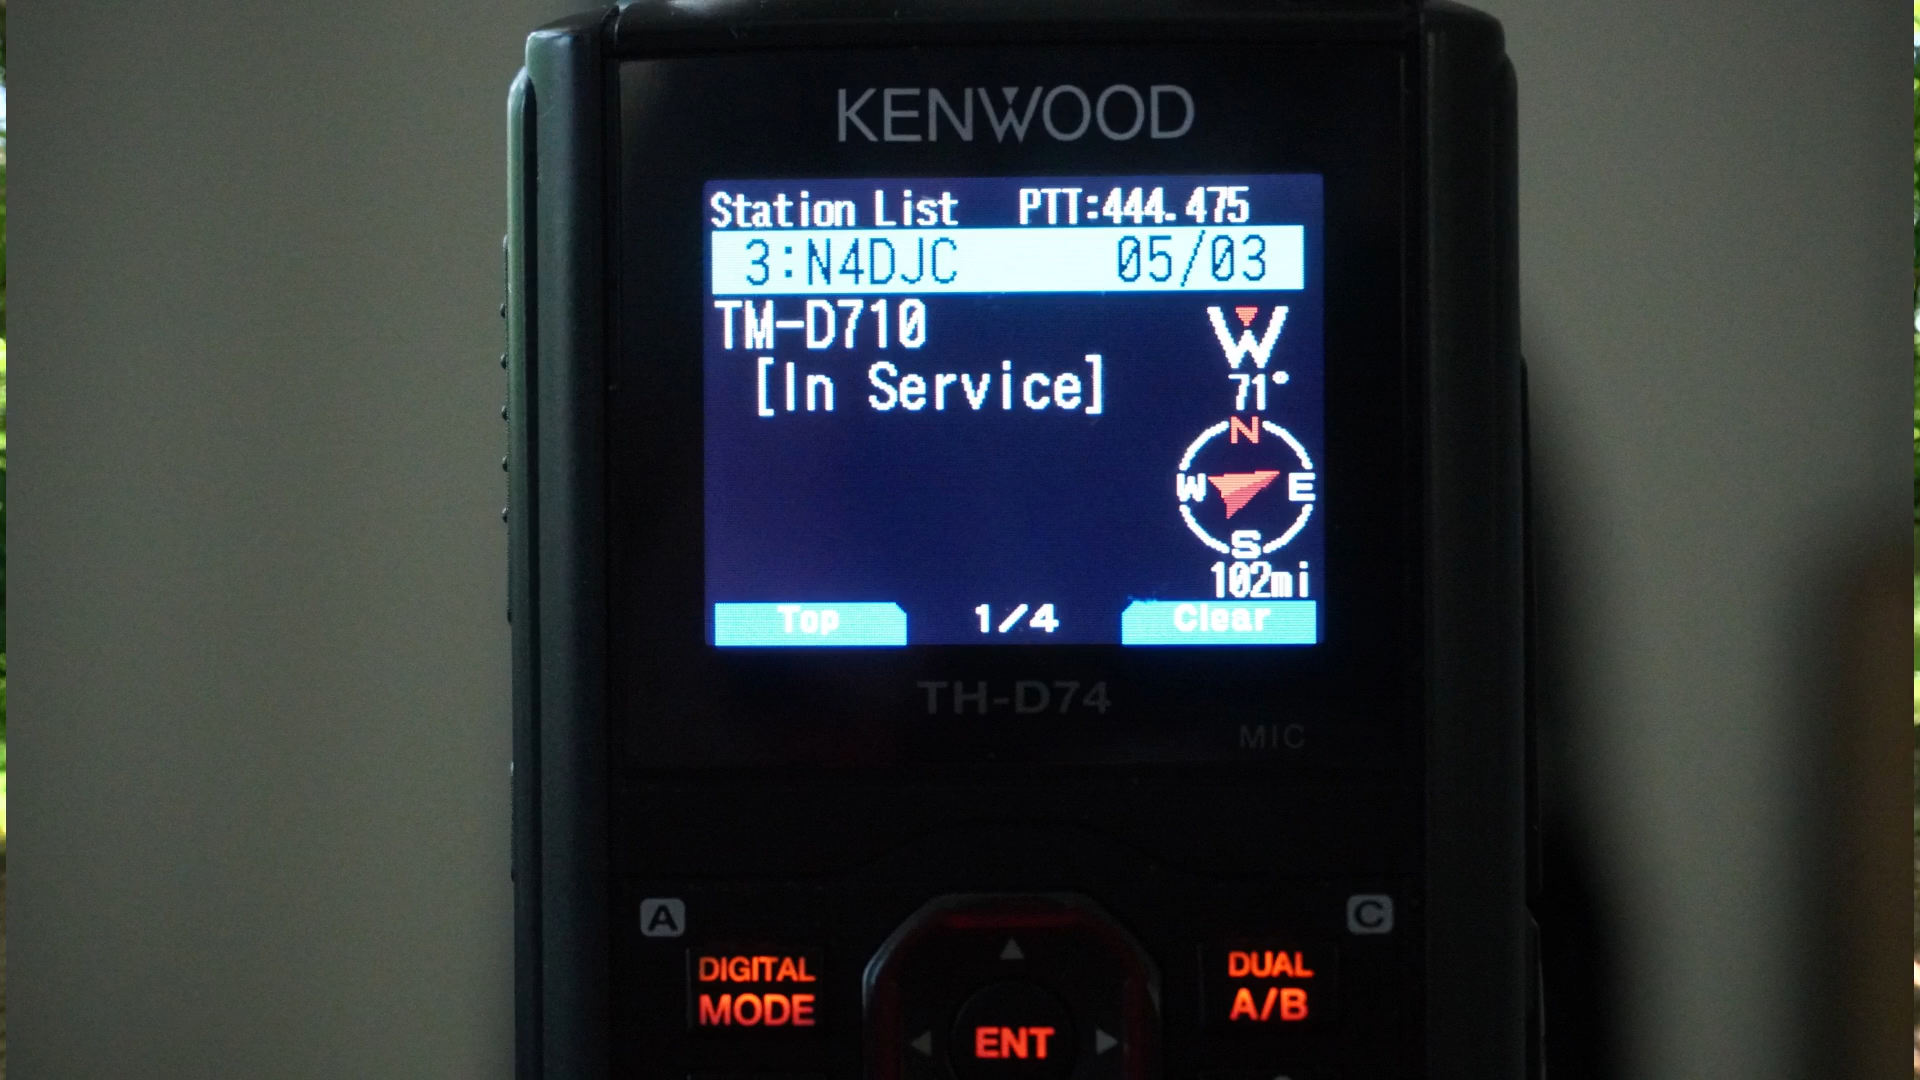 KENWOOD
Station List PTT:444.475
3:N4DJC 05/03
TM-D710
[In Service]
W
71°
N
W E
S
102mi
Top 1/4 Clear
TH-D74
MIC
A C
DIGITAL MODE
DUAL A/B
ENT